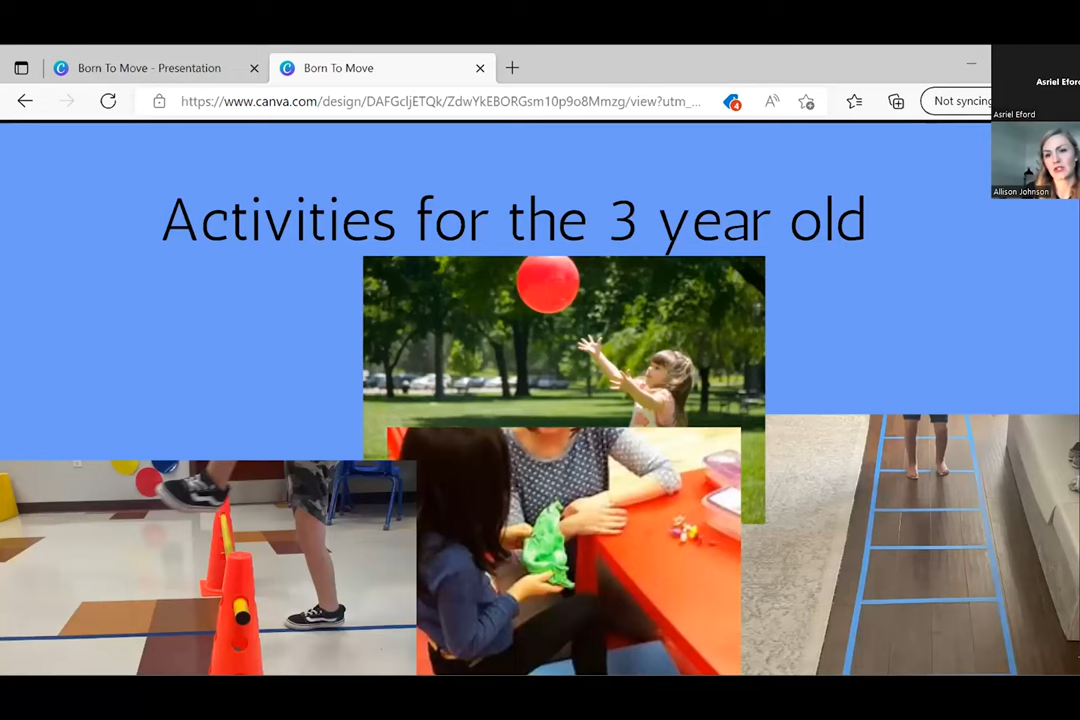 Born To Move - Presentation
Born To Move
https://www.canva.com/design/DAFGcljETQk/ZdwYkEBORGsm10p9o8Mmzg/view?utm_...
4
Not syncing
Asriel Eford
Asriel Eford
Allison Johnson
Activities for the 3 year old